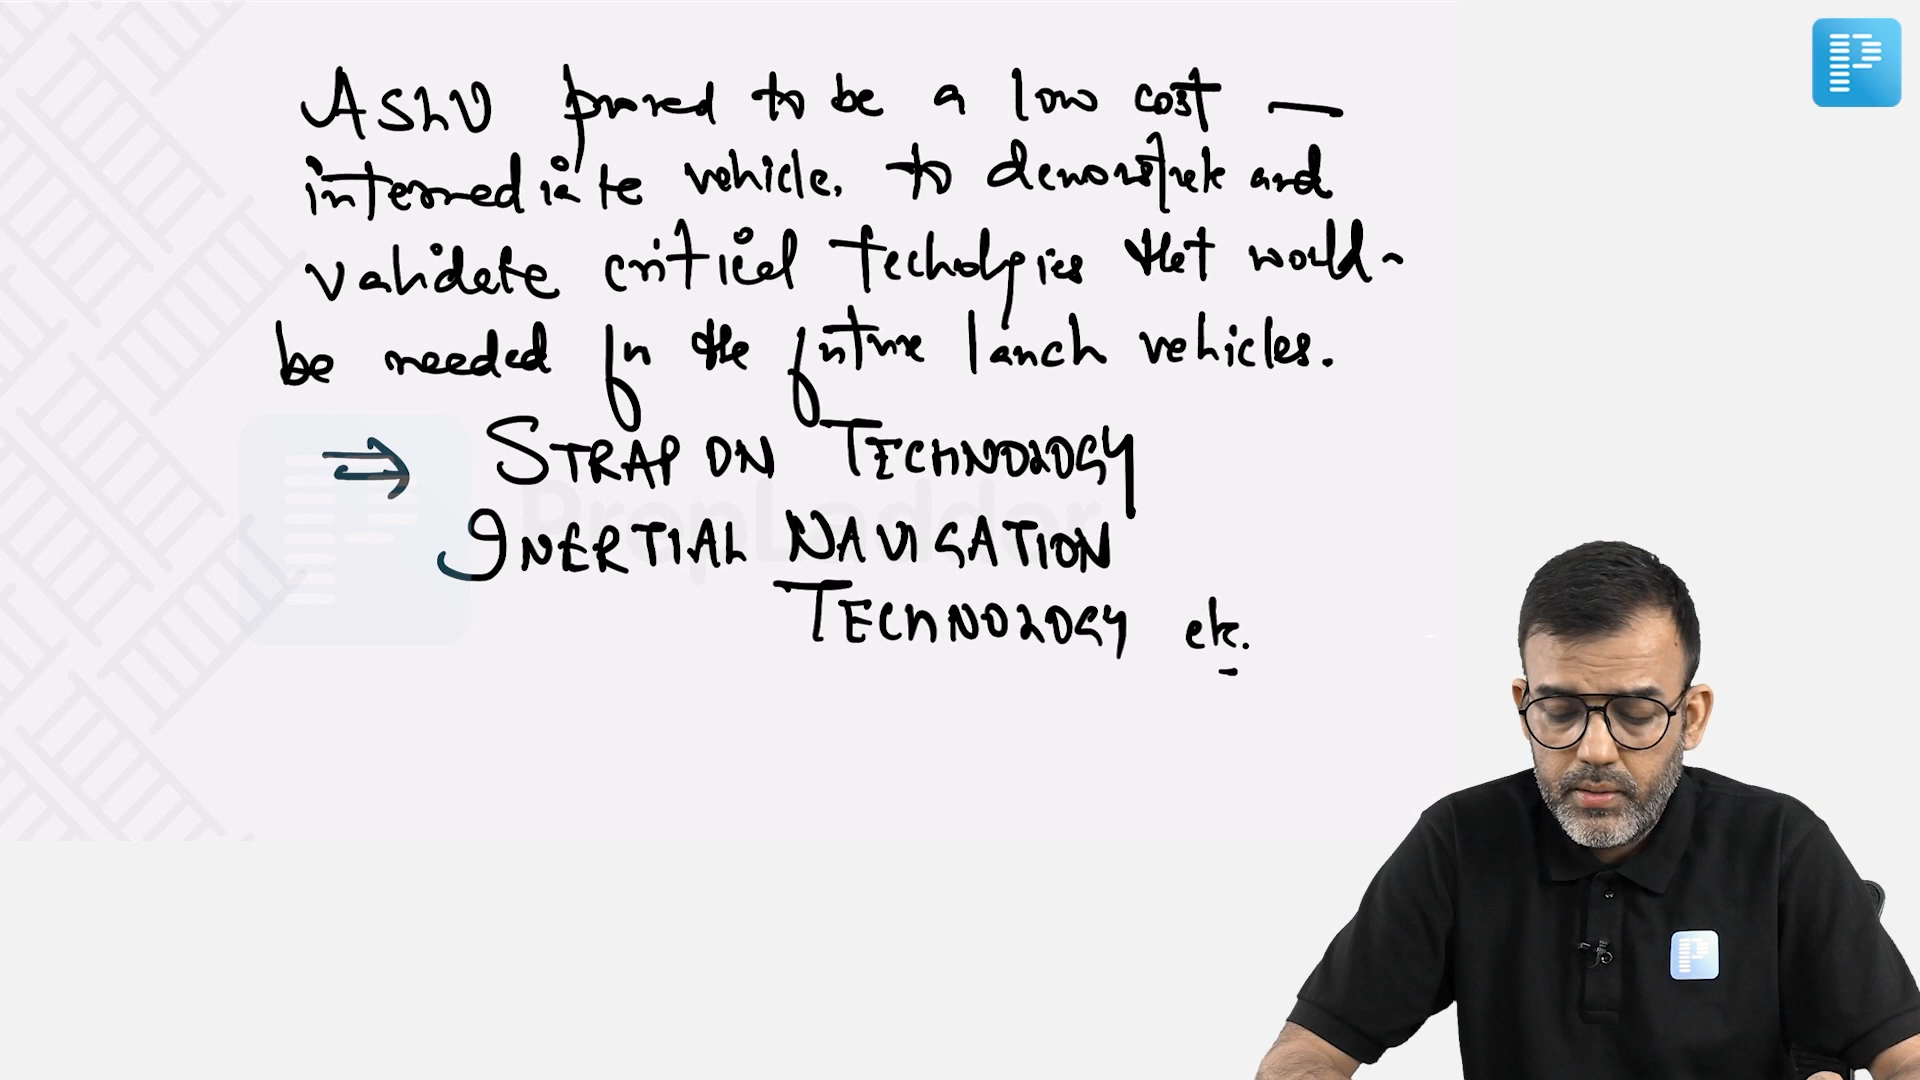 ASLV proved to be a low cost —
intermediate vehicle, to demonstrate and
validate critical technologies that would
be needed for the future launch vehicles.
⇒ STRAP ON TECHNOLOGY
INERTIAL NAVIGATION
TECHNOLOGY etc.
PrepLadder